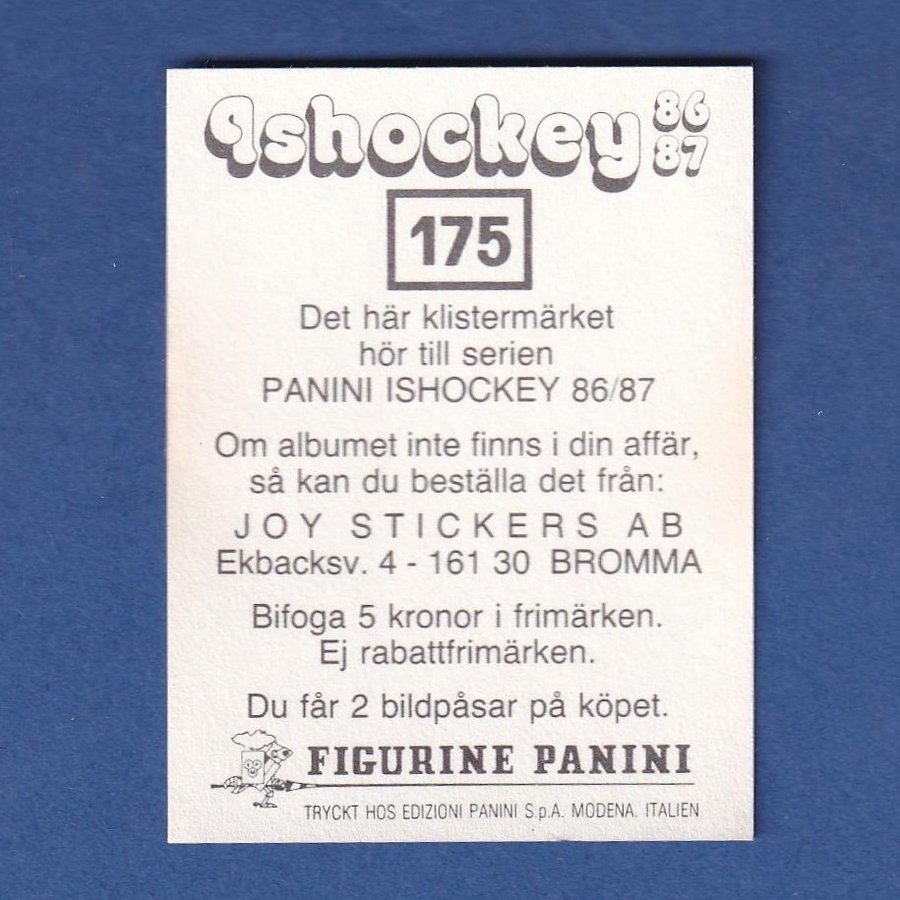 Ishockey 86
87
175
Det här klistermärket
hör till serien
PANINI ISHOCKEY 86/87
Om albumet inte finns i din affär,
så kan du beställa det från:
JOY STICKERS AB
Ekbacksv. 4 - 161 30 BROMMA
Bifoga 5 kronor i frimärken.
Ej rabattfrimärken.
Du får 2 bildpåsar på köpet.
FIGURINE PANINI
TRYCKT HOS EDIZIONI PANINI S.p.A. MODENA. ITALIEN